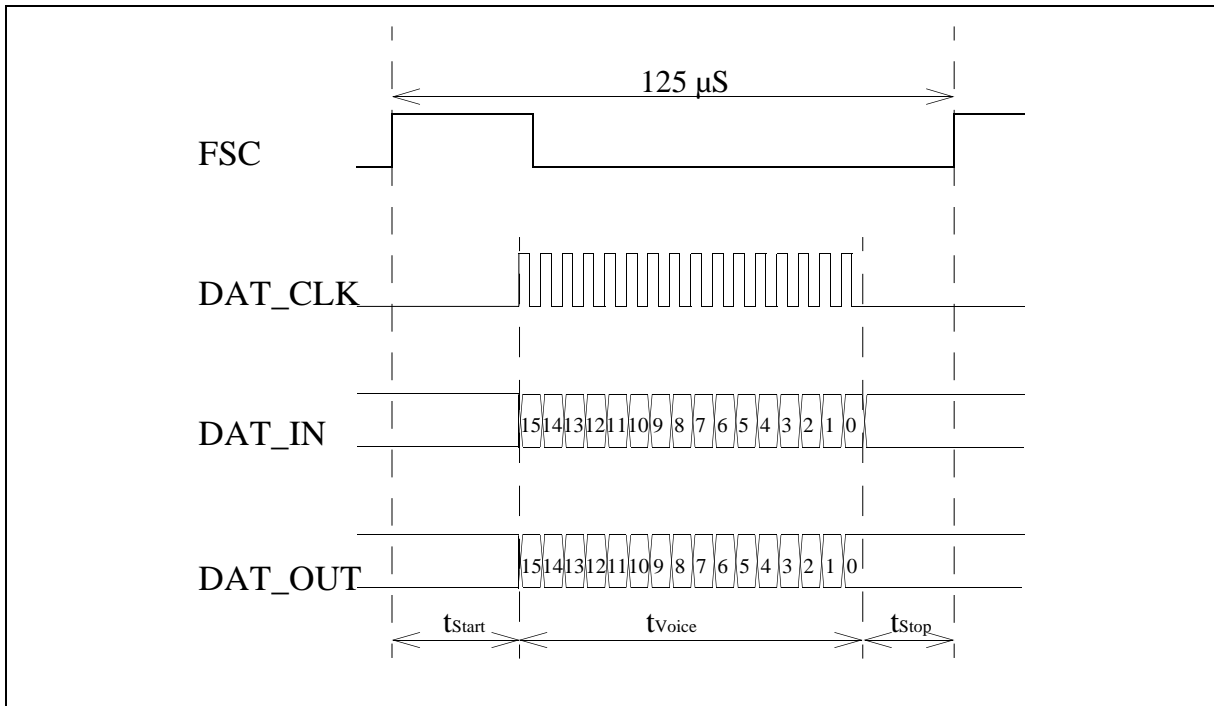 125 μS
FSC
DAT_CLK
DAT_IN
15 14 13 12 11 10 9 8 7 6 5 4 3 2 1 0
DAT_OUT
15 14 13 12 11 10 9 8 7 6 5 4 3 2 1 0
tStart tVoice tStop